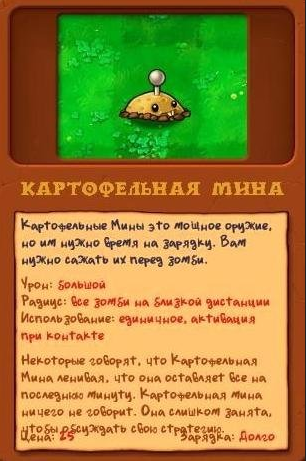 КАРТОФЕЛЬНАЯ МИНА
Картофельные Мины это мощное оружие,
но им нужно время на зарядку. Вам
нужно сажать их перед зомби.
Урон: большой
Радиус: все зомби на близкой дистанции
Использование: единичное, активация
при контакте
Некоторые говорят, что Картофельная
Мина ленивая, что она оставляет все на
последнюю минуту. Картофельная мина
ничего не говорит. Она слишком занята,
чтобы обсуждать свою стратегию.
Цена: 25 Зарядка: Долго